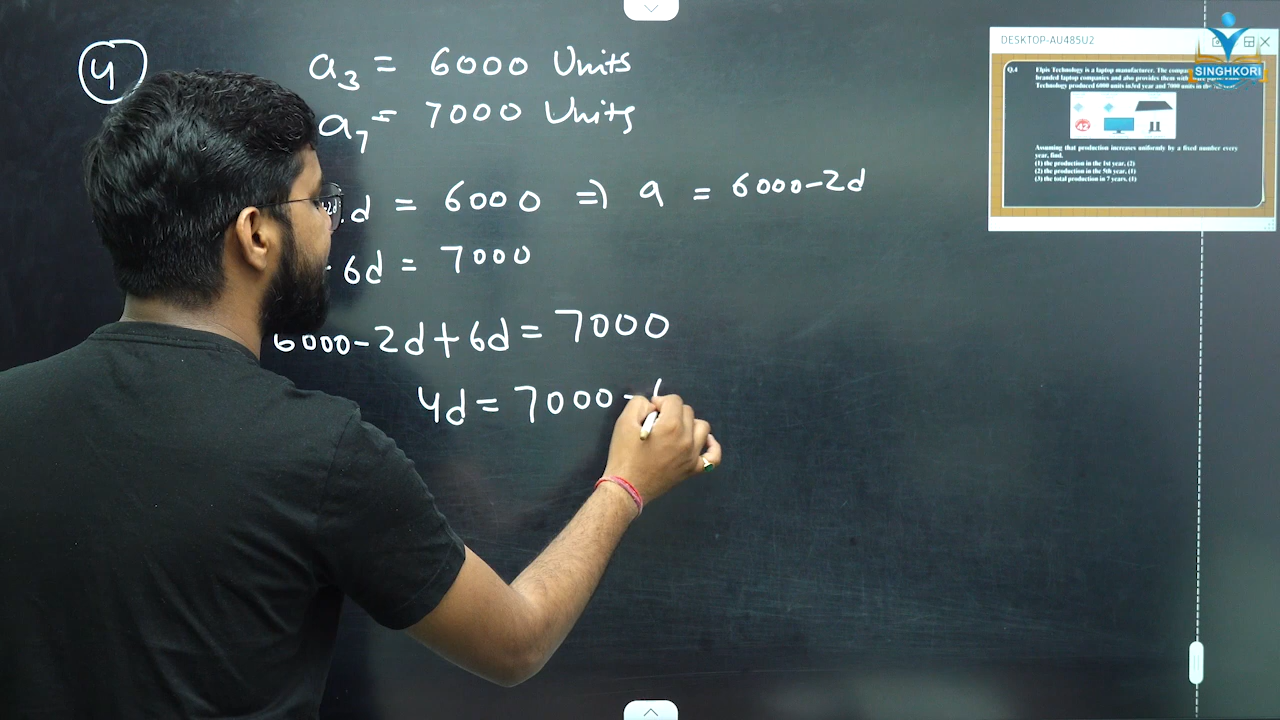 4
a₃ = 6000 Units
a₇ = 7000 Units
d = 6000 ⇒ a = 6000-2d
6d = 7000
6000-2d+6d = 7000
4d = 7000-
DESKTOP-AU485U2
SINGHKORI
Q.4 Elpis Technology is a laptop manufacturer. The compa
branded laptop companies and also provides them with
Technology produced 6000 units in 3rd year and 7000 units in the
Assuming that production increases uniformly by a fixed number every
year, find.
(1) the production in the 1st year, (2)
(2) the production in the 5th year, (1)
(3) the total production in 7 years. (1)